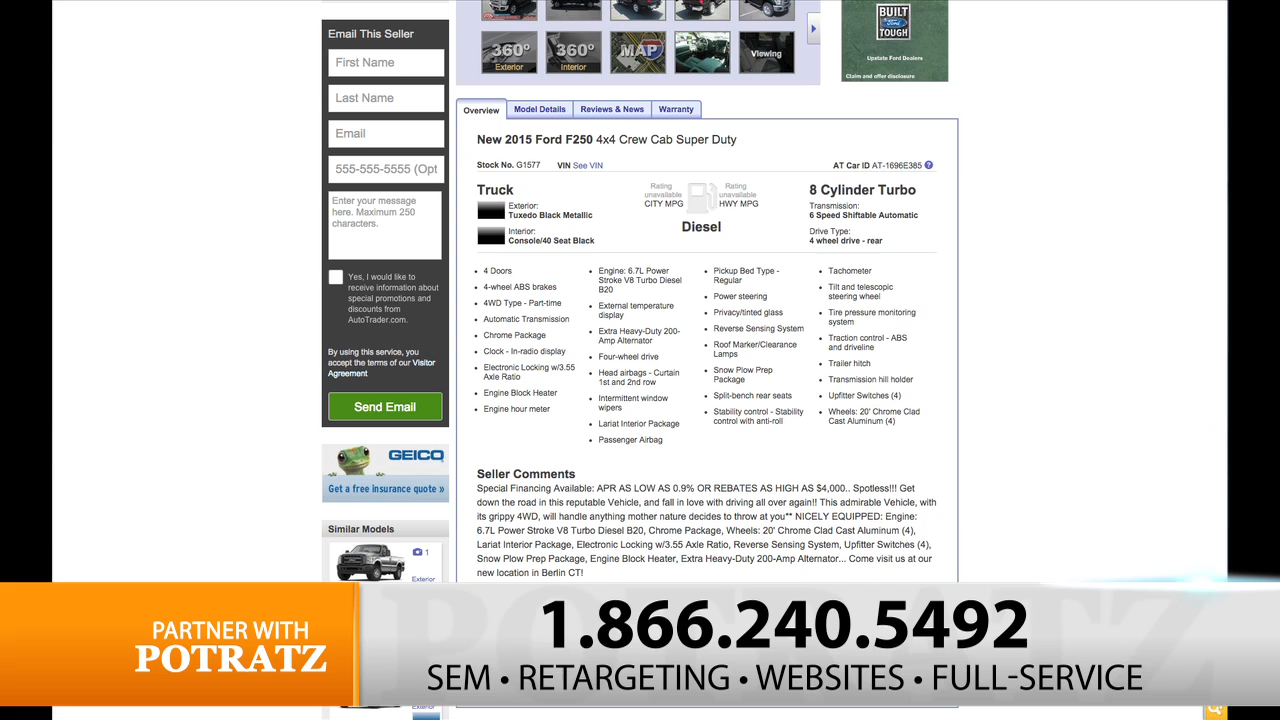 Email This Seller
First Name
Last Name
Email
555-555-5555 (Opt
Enter your message
here. Maximum 250
characters.
Yes, I would like to
receive information about
special promotions and
discounts from
AutoTrader.com.
By using this service, you
accept the terms of our Visitor
Agreement
Send Email
GEICO
Get a free insurance quote »
Similar Models
1
Exterior
360º
Exterior
360º
Interior
MAP
Viewing
BUILT
Ford
TOUGH
Upstate Ford Dealers
Claim and offer disclosure
Overview
Model Details
Reviews & News
Warranty
New 2015 Ford F250 4x4 Crew Cab Super Duty
Stock No. G1577
VIN See VIN
AT Car ID AT-1696E385 ?
Truck
Exterior:
Tuxedo Black Metallic
Interior:
Console/40 Seat Black
Rating
unavailable
CITY MPG
Rating
unavailable
HWY MPG
Diesel
8 Cylinder Turbo
Transmission:
6 Speed Shiftable Automatic
Drive Type:
4 wheel drive - rear
• 4 Doors
• 4-wheel ABS brakes
• 4WD Type - Part-time
• Automatic Transmission
• Chrome Package
• Clock - In-radio display
• Electronic Locking w/3.55
Axle Ratio
• Engine Block Heater
• Engine hour meter
• Engine: 6.7L Power
Stroke V8 Turbo Diesel
B20
• External temperature
display
• Extra Heavy-Duty 200-
Amp Alternator
• Four-wheel drive
• Head airbags - Curtain
1st and 2nd row
• Intermittent window
wipers
• Lariat Interior Package
• Passenger Airbag
• Pickup Bed Type -
Regular
• Power steering
• Privacy/tinted glass
• Reverse Sensing System
• Roof Marker/Clearance
Lamps
• Snow Plow Prep
Package
• Split-bench rear seats
• Stability control - Stability
control with anti-roll
• Tachometer
• Tilt and telescopic
steering wheel
• Tire pressure monitoring
system
• Traction control - ABS
and driveline
• Trailer hitch
• Transmission hill holder
• Upfitter Switches (4)
• Wheels: 20' Chrome Clad
Cast Aluminum (4)
Seller Comments
Special Financing Available: APR AS LOW AS 0.9% OR REBATES AS HIGH AS $4,000.. Spotless!!! Get
down the road in this reputable Vehicle, and fall in love with driving all over again!! This admirable Vehicle, with
its grippy 4WD, will handle anything mother nature decides to throw at you** NICELY EQUIPPED: Engine:
6.7L Power Stroke V8 Turbo Diesel B20, Chrome Package, Wheels: 20' Chrome Clad Cast Aluminum (4),
Lariat Interior Package, Electronic Locking w/3.55 Axle Ratio, Reverse Sensing System, Upfitter Switches (4),
Snow Plow Prep Package, Engine Block Heater, Extra Heavy-Duty 200-Amp Alternator... Come visit us at our
new location in Berlin CT!
PARTNER WITH
POTRATZ
POTRATZ
1.866.240.5492
SEM • RETARGETING • WEBSITES • FULL-SERVICE